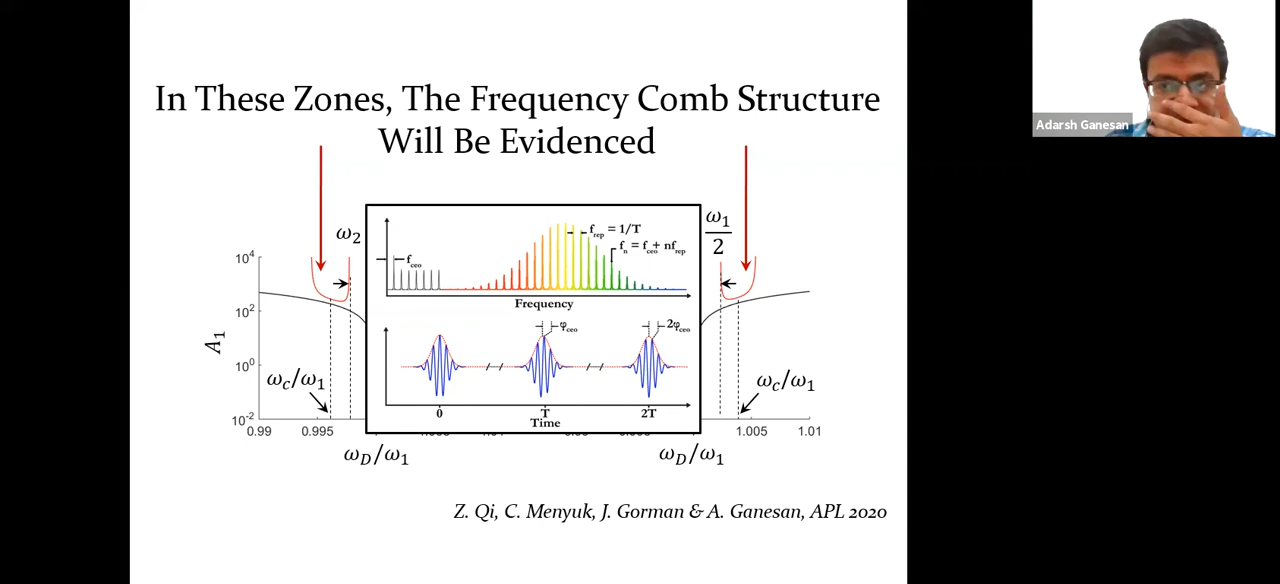 In These Zones, The Frequency Comb Structure
Will Be Evidenced
Adarsh Ganesan
ω₂
ω₁/2
f_rep = 1/T
f_n = f_ceo + nf_rep
f_ceo
Frequency
10⁴
10²
10⁰
10⁻²
A₁
φ_ceo
2φ_ceo
ω_c/ω₁
ω_c/ω₁
0
T
2T
Time
0.99
0.995
1.005
1.01
ω_D/ω₁
ω_D/ω₁
Z. Qi, C. Menyuk, J. Gorman & A. Ganesan, APL 2020